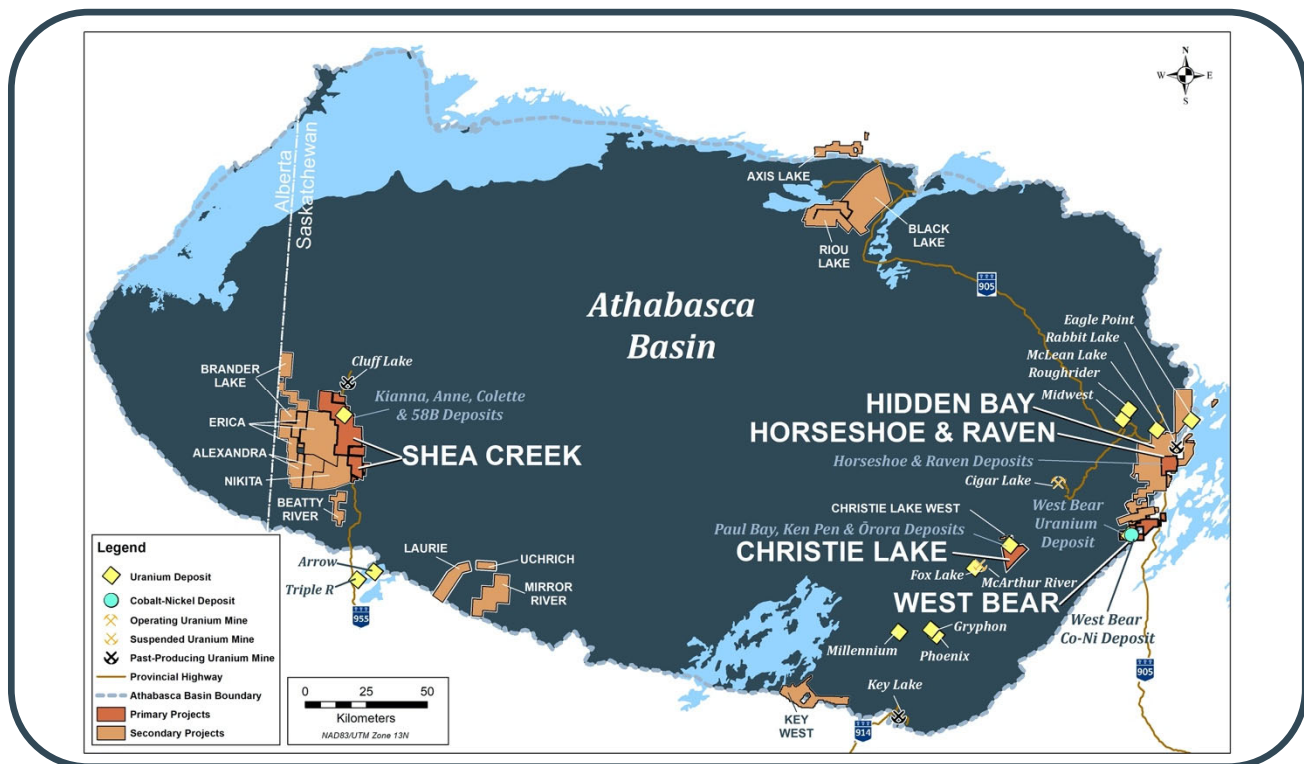 N
W E
S
Alberta
Saskatchewan
AXIS LAKE
BLACK
LAKE
RIOU
LAKE
905
Athabasca
Basin
Eagle Point
Rabbit Lake
McLean Lake
Roughrider
Midwest
BRANDER
LAKE
Cluff Lake
Kianna, Anne, Colette
& 58B Deposits
ERICA
SHEA CREEK
ALEXANDRA
NIKITA
BEATTY
RIVER
HIDDEN BAY
HORSESHOE & RAVEN
Horseshoe & Raven Deposits
Cigar Lake
CHRISTIE LAKE WEST
West Bear
Uranium
Deposit
Paul Bay, Ken Pen & Ōrora Deposits
CHRISTIE LAKE
Fox Lake
McArthur River
WEST BEAR
West Bear
Co-Ni Deposit
Arrow
Triple R
955
LAURIE
UCHRICH
MIRROR
RIVER
Gryphon
Millennium
Phoenix
Key Lake
KEY
WEST
914
905
Legend
Uranium Deposit
Cobalt-Nickel Deposit
Operating Uranium Mine
Suspended Uranium Mine
Past-Producing Uranium Mine
Provincial Highway
Athabasca Basin Boundary
Primary Projects
Secondary Projects
0 25 50
Kilometers
NAD83/UTM Zone 13N